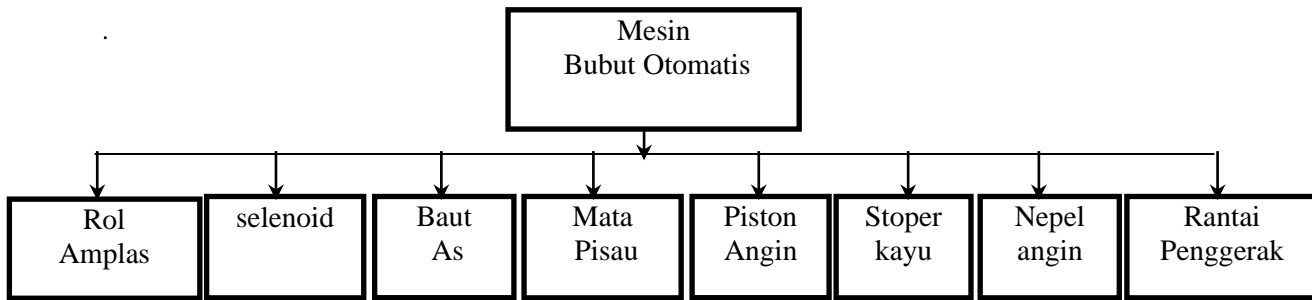 .
Mesin
Bubut Otomatis
Rol
Amplas
selenoid
Baut
As
Mata
Pisau
Piston
Angin
Stoper
kayu
Nepel
angin
Rantai
Penggerak